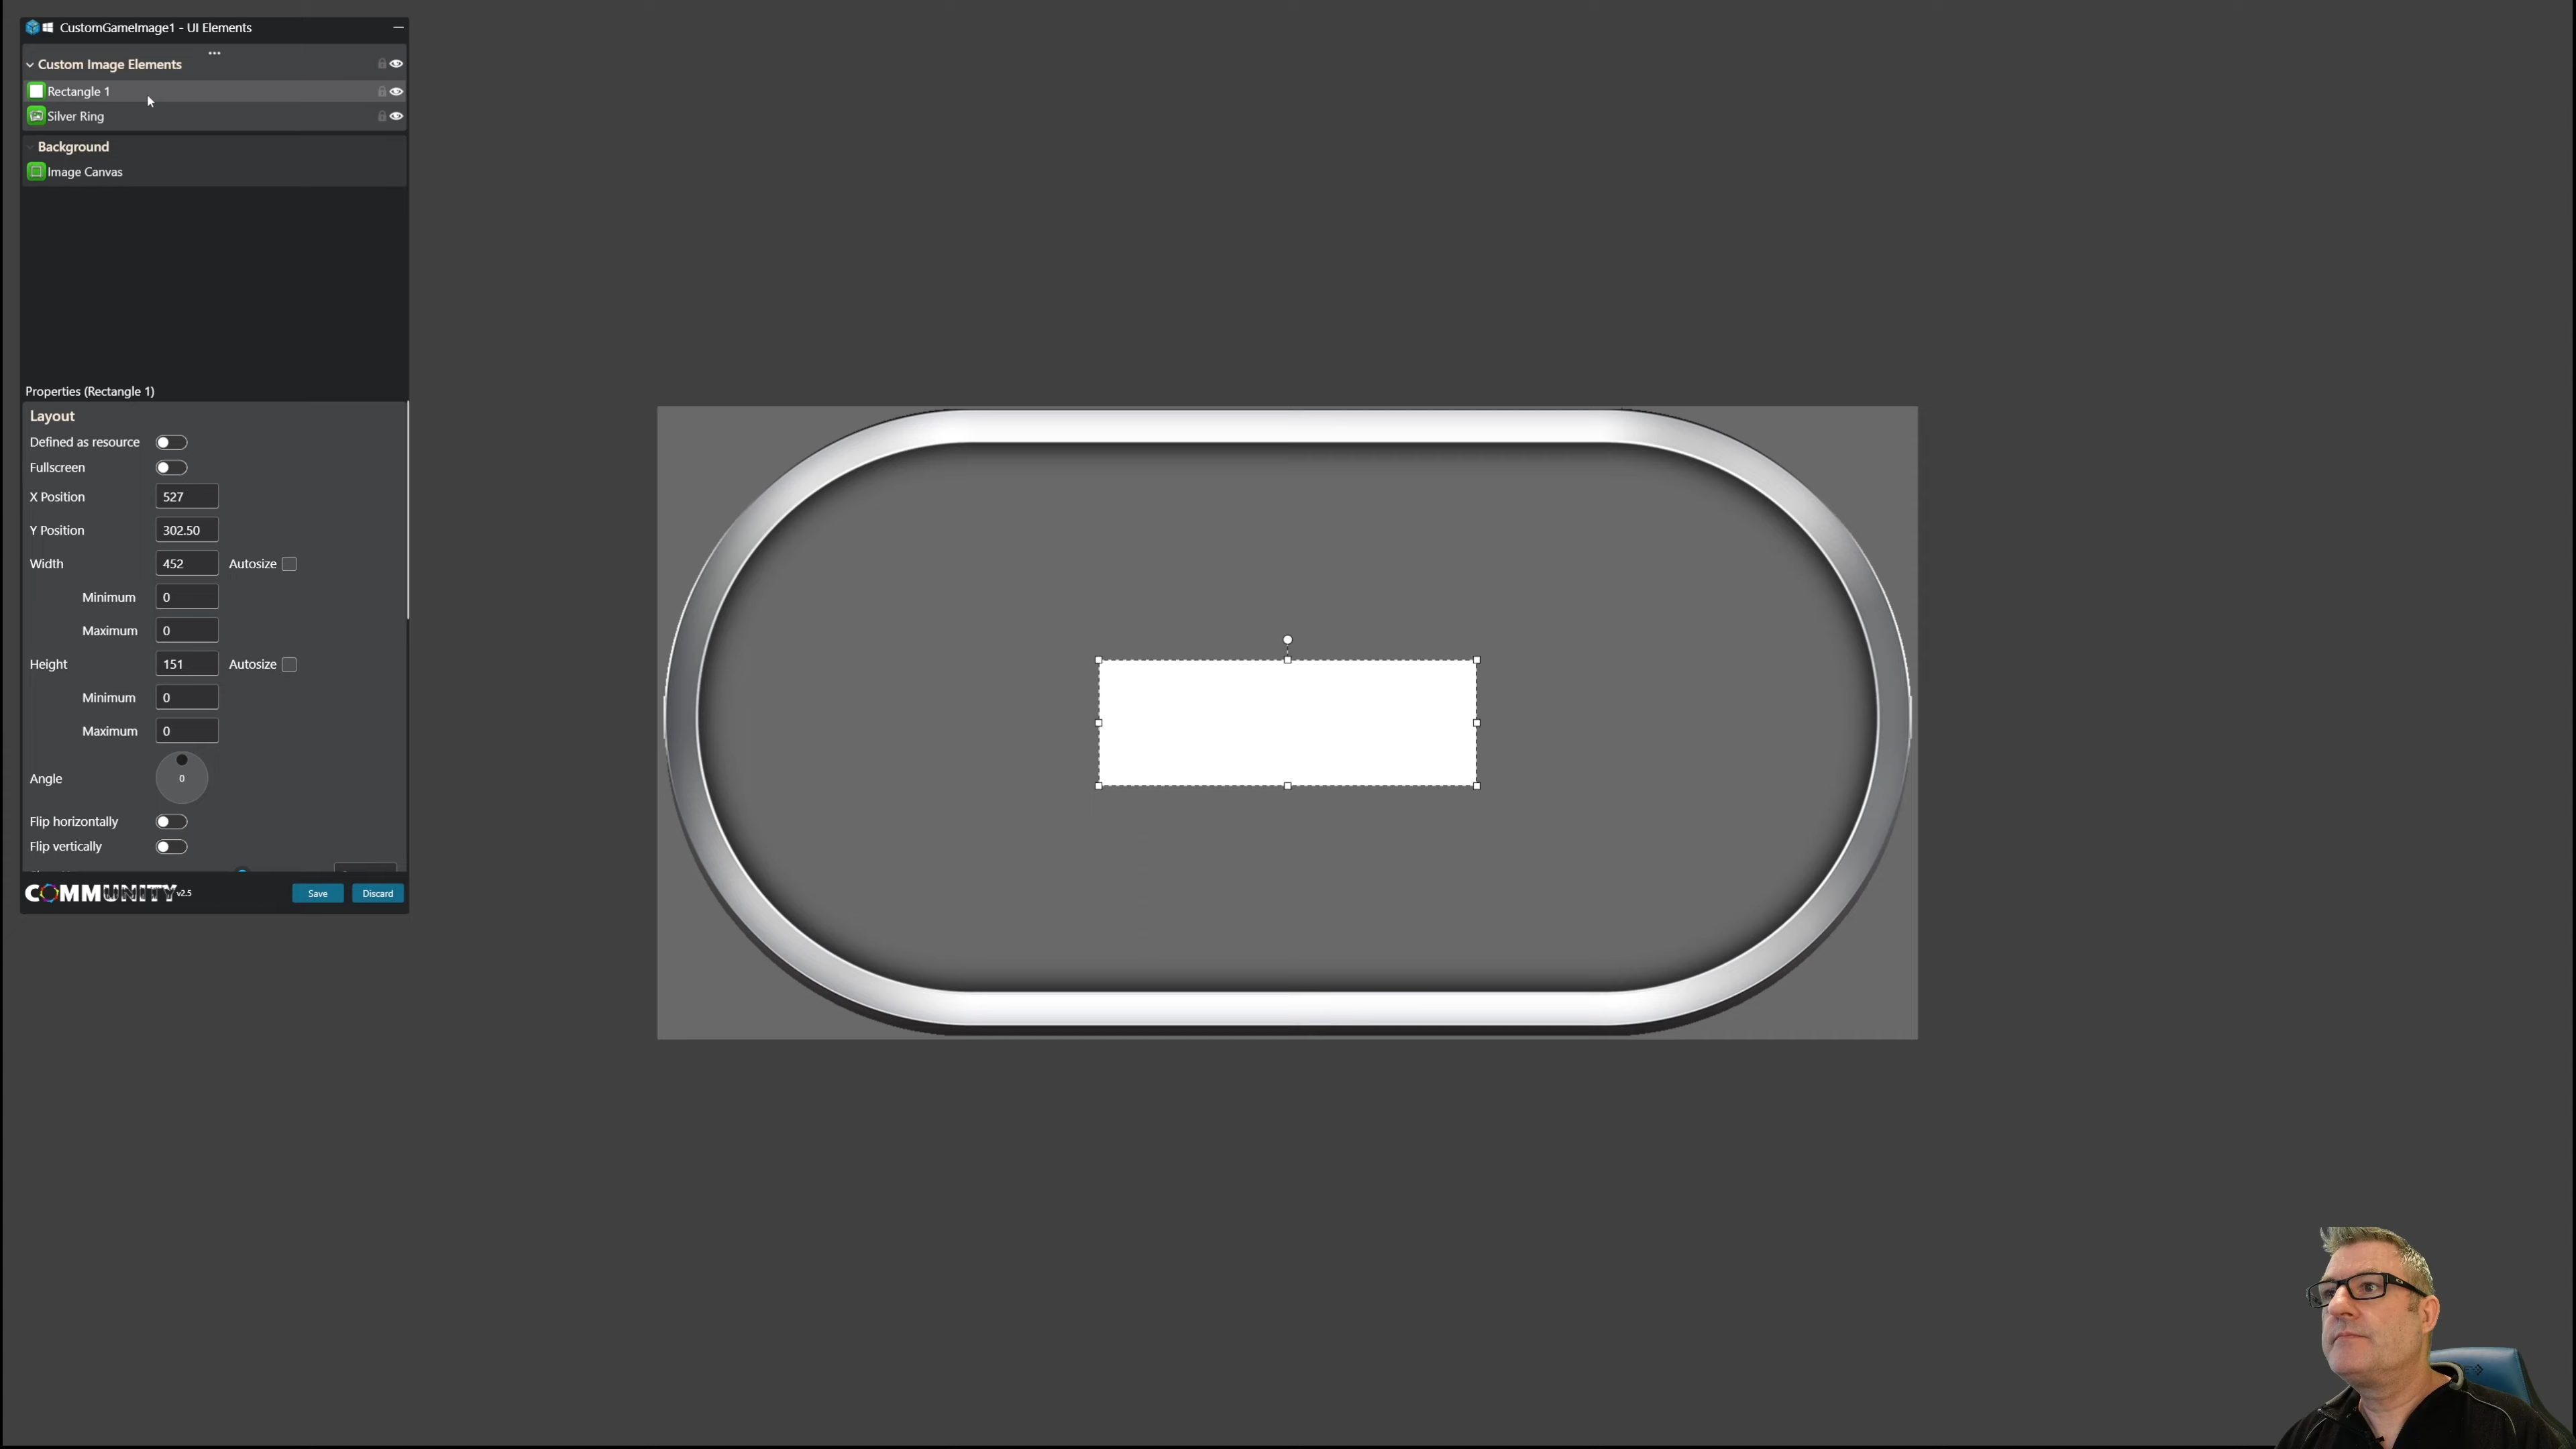 CustomGameImage1 - UI Elements
Custom Image Elements
Rectangle 1
Silver Ring
Background
Image Canvas
Properties (Rectangle 1)
Layout
Defined as resource
Fullscreen
X Position 527
Y Position 302.50
Width 452 Autosize
Minimum 0
Maximum 0
Height 151 Autosize
Minimum 0
Maximum 0
Angle 0
Flip horizontally
Flip vertically
COMMUNITY v2.5 Save Discard